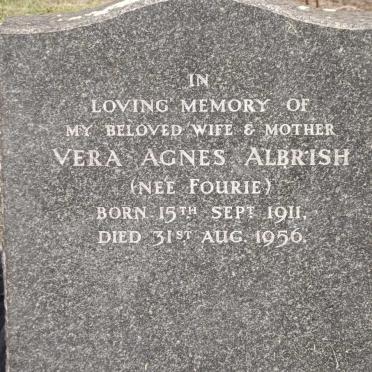 IN
LOVING MEMORY OF
MY BELOVED WIFE & MOTHER
VERA AGNES ALBRISH
(NEÉ FOURIE)
BORN 15TH SEPT 1911.
DIED 31ST AUG. 1956.